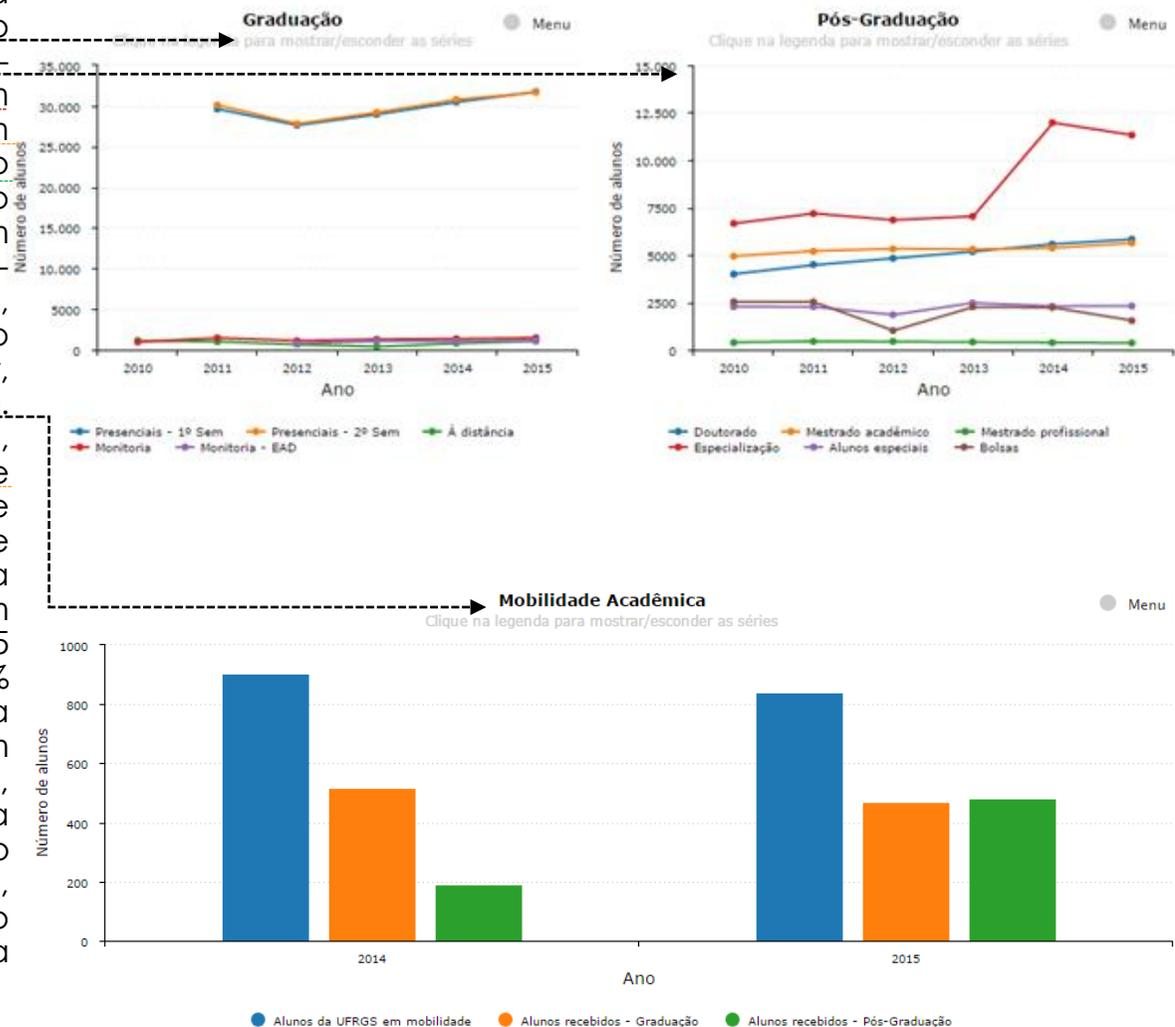 Graduação
Menu
Clique na legenda para mostrar/esconder as séries
Número de alunos
35.000
30.000
25.000
20.000
15.000
10.000
5000
0
2010 2011 2012 2013 2014 2015
Ano
Presenciais - 1º Sem Presenciais - 2º Sem À distância
Monitoria Monitoria - EAD
Pós-Graduação
Menu
Clique na legenda para mostrar/esconder as séries
Número de alunos
15.000
12.500
10.000
7500
5000
2500
0
2010 2011 2012 2013 2014 2015
Ano
Doutorado Mestrado acadêmico Mestrado profissional
Especialização Alunos especiais Bolsas
Mobilidade Acadêmica
Menu
Clique na legenda para mostrar/esconder as séries
Número de alunos
1000
800
600
400
200
0
2014 2015
Ano
Alunos da UFRGS em mobilidade Alunos recebidos - Graduação Alunos recebidos - Pós-Graduação